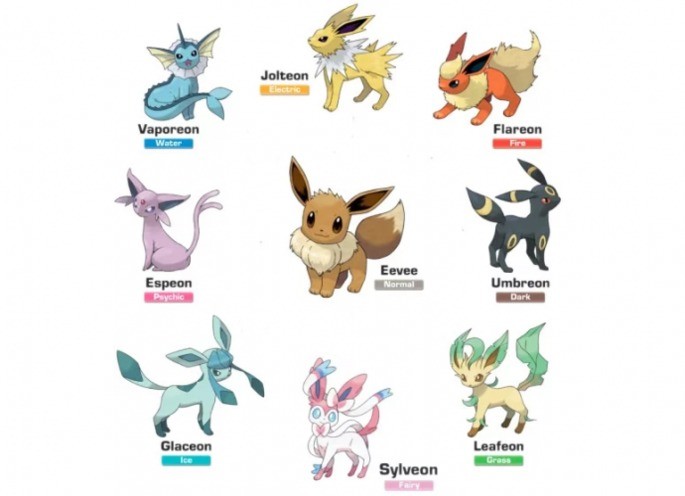 Jolteon
Electric
Vaporeon
Water
Flareon
Fire
Espeon
Psychic
Eevee
Normal
Umbreon
Dark
Glaceon
Ice
Sylveon
Fairy
Leafeon
Grass